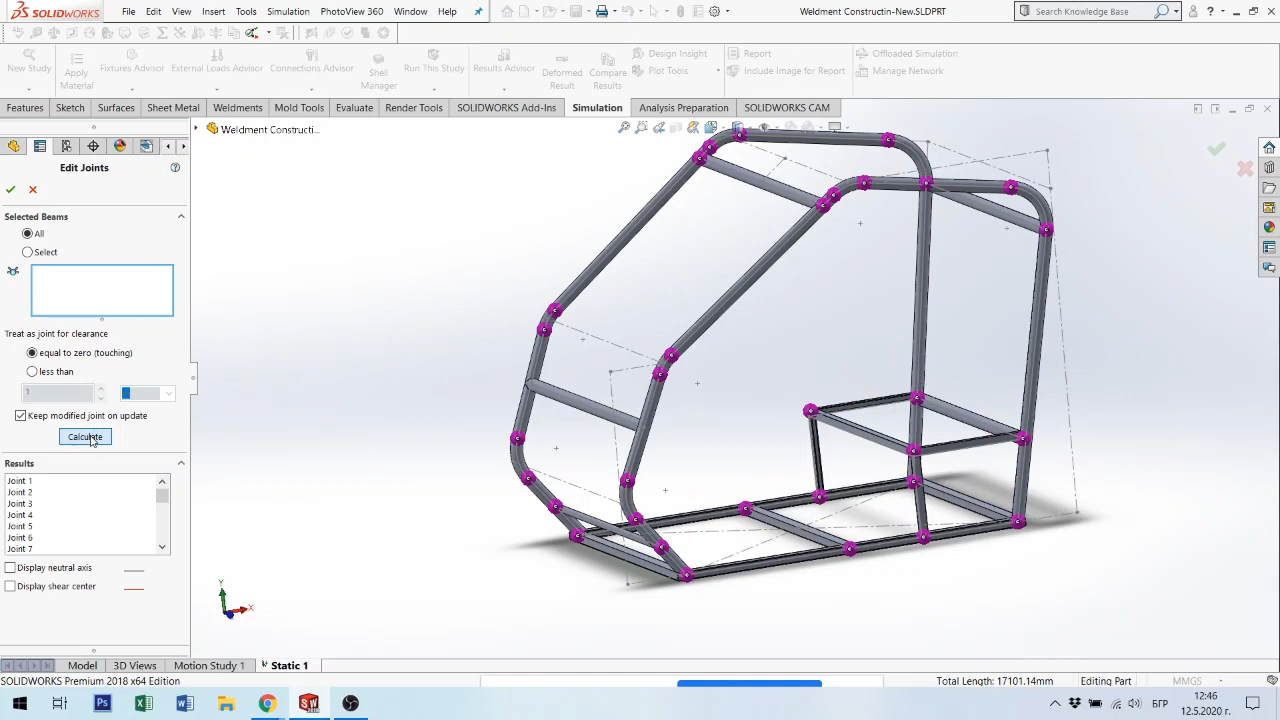 SOLIDWORKS File Edit View Insert Tools Simulation PhotoView 360 Window Help Weldment Constructin-New.SLDPRT Search Knowledge Base
New Study Apply Material Fixtures Advisor External Loads Advisor Connections Advisor Shell Manager Run This Study Results Advisor Deformed Result Compare Results Design Insight Plot Tools Report Include Image for Report Offloaded Simulation Manage Network
Features Sketch Surfaces Sheet Metal Weldments Mold Tools Evaluate Render Tools SOLIDWORKS Add-Ins Simulation Analysis Preparation SOLIDWORKS CAM
Weldment Constructi...
Edit Joints
Selected Beams
All
Select
Treat as joint for clearance
equal to zero (touching)
less than
1
Keep modified joint on update
Calculate
Results
Joint 1
Joint 2
Joint 3
Joint 4
Joint 5
Joint 6
Joint 7
Display neutral axis
Display shear center
Y
X
Model 3D Views Motion Study 1 Static 1
SOLIDWORKS Premium 2018 x64 Edition Total Length: 17101.14mm Editing Part MMGS
БГР 12:46
12.5.2020 г.